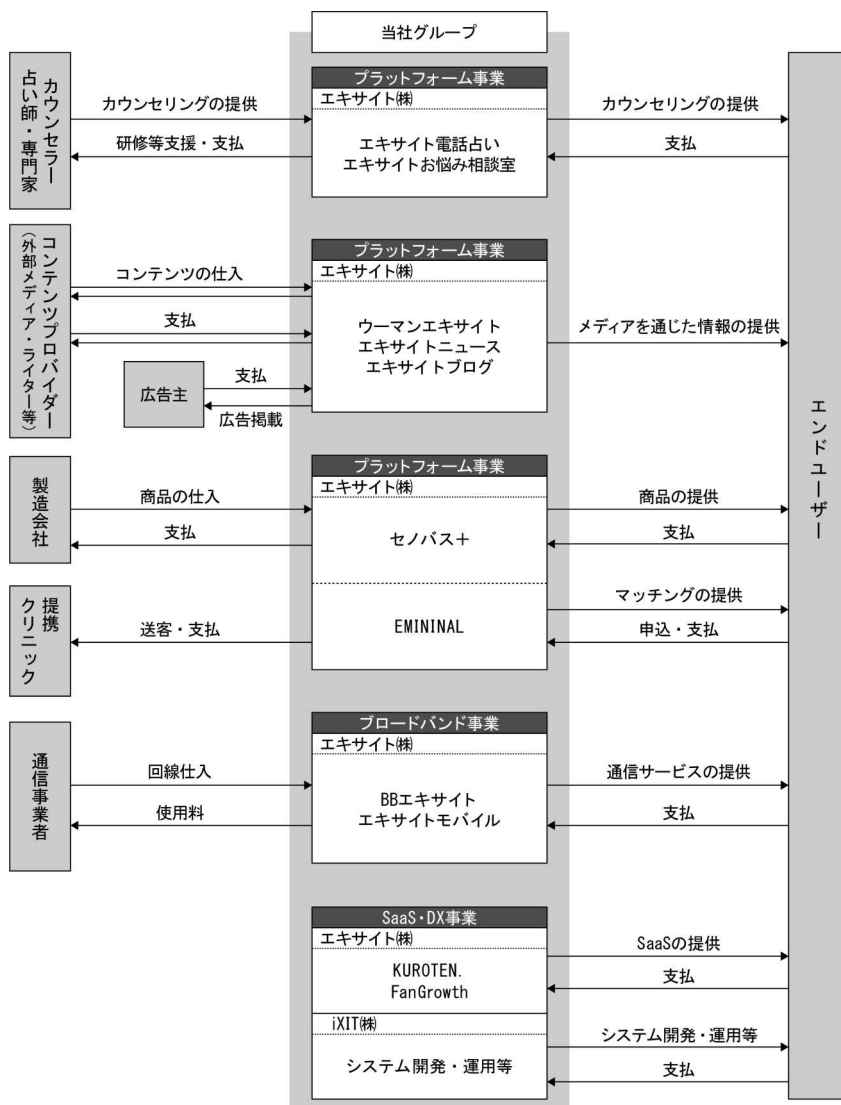 当社グループ
カウンセラー
占い師・専門家
カウンセリングの提供
研修等支援・支払
プラットフォーム事業
エキサイト㈱
エキサイト電話占い
エキサイトお悩み相談室
カウンセリングの提供
支払
コンテンツプロバイダー
（外部メディア・ライター等）
コンテンツの仕入
支払
広告主
支払
広告掲載
プラットフォーム事業
エキサイト㈱
ウーマンエキサイト
エキサイトニュース
エキサイトブログ
メディアを通じた情報の提供
エンドユーザー
製造会社
商品の仕入
支払
プラットフォーム事業
エキサイト㈱
セノバス＋
商品の提供
支払
提携
クリニック
送客・支払
EMININAL
マッチングの提供
申込・支払
通信事業者
回線仕入
使用料
ブロードバンド事業
エキサイト㈱
BBエキサイト
エキサイトモバイル
通信サービスの提供
支払
SaaS・DX事業
エキサイト㈱
KUROTEN.
FanGrowth
SaaSの提供
支払
iXIT㈱
システム開発・運用等
システム開発・運用等
支払